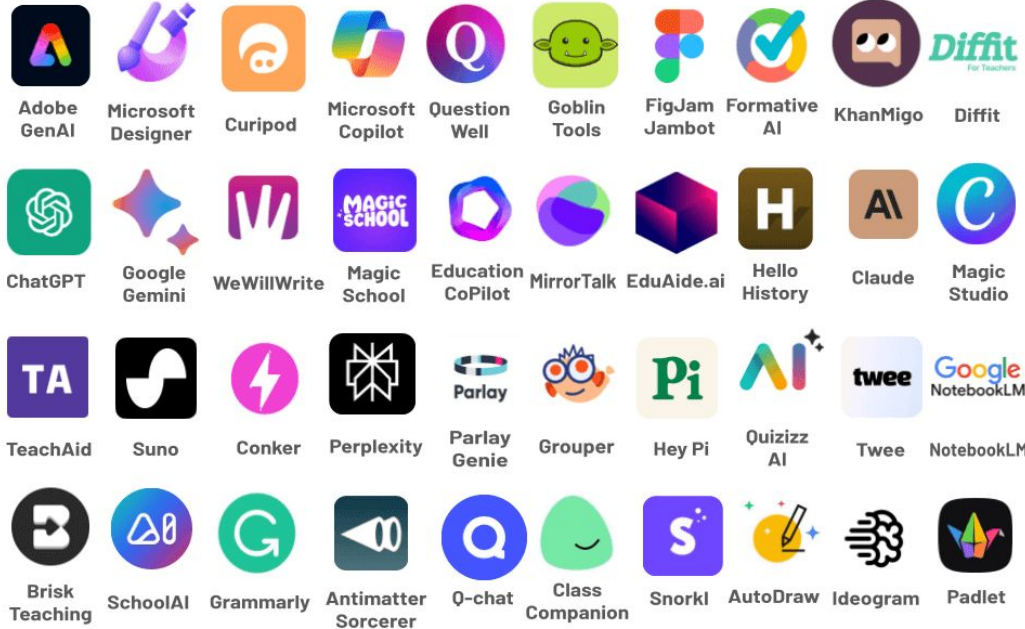 Diffit
For Teachers
Adobe GenAI
Microsoft Designer
Curipod
Microsoft Copilot
Question Well
Goblin Tools
FigJam Jambot
Formative AI
KhanMigo
Diffit
Q
MAGIC SCHOOL
H
A\
C
ChatGPT
Google Gemini
WeWillWrite
Magic School
Education CoPilot
MirrorTalk
EduAide.ai
Hello History
Claude
Magic Studio
TA
Parlay
Pi
AI
twee
Google NotebookLM
TeachAid
Suno
Conker
Perplexity
Parlay Genie
Grouper
Hey Pi
Quizizz AI
Twee
NotebookLM
B
G
Q
S
Brisk Teaching
SchoolAI
Grammarly
Antimatter Sorcerer
Q-chat
Class Companion
Snorkl
AutoDraw
Ideogram
Padlet